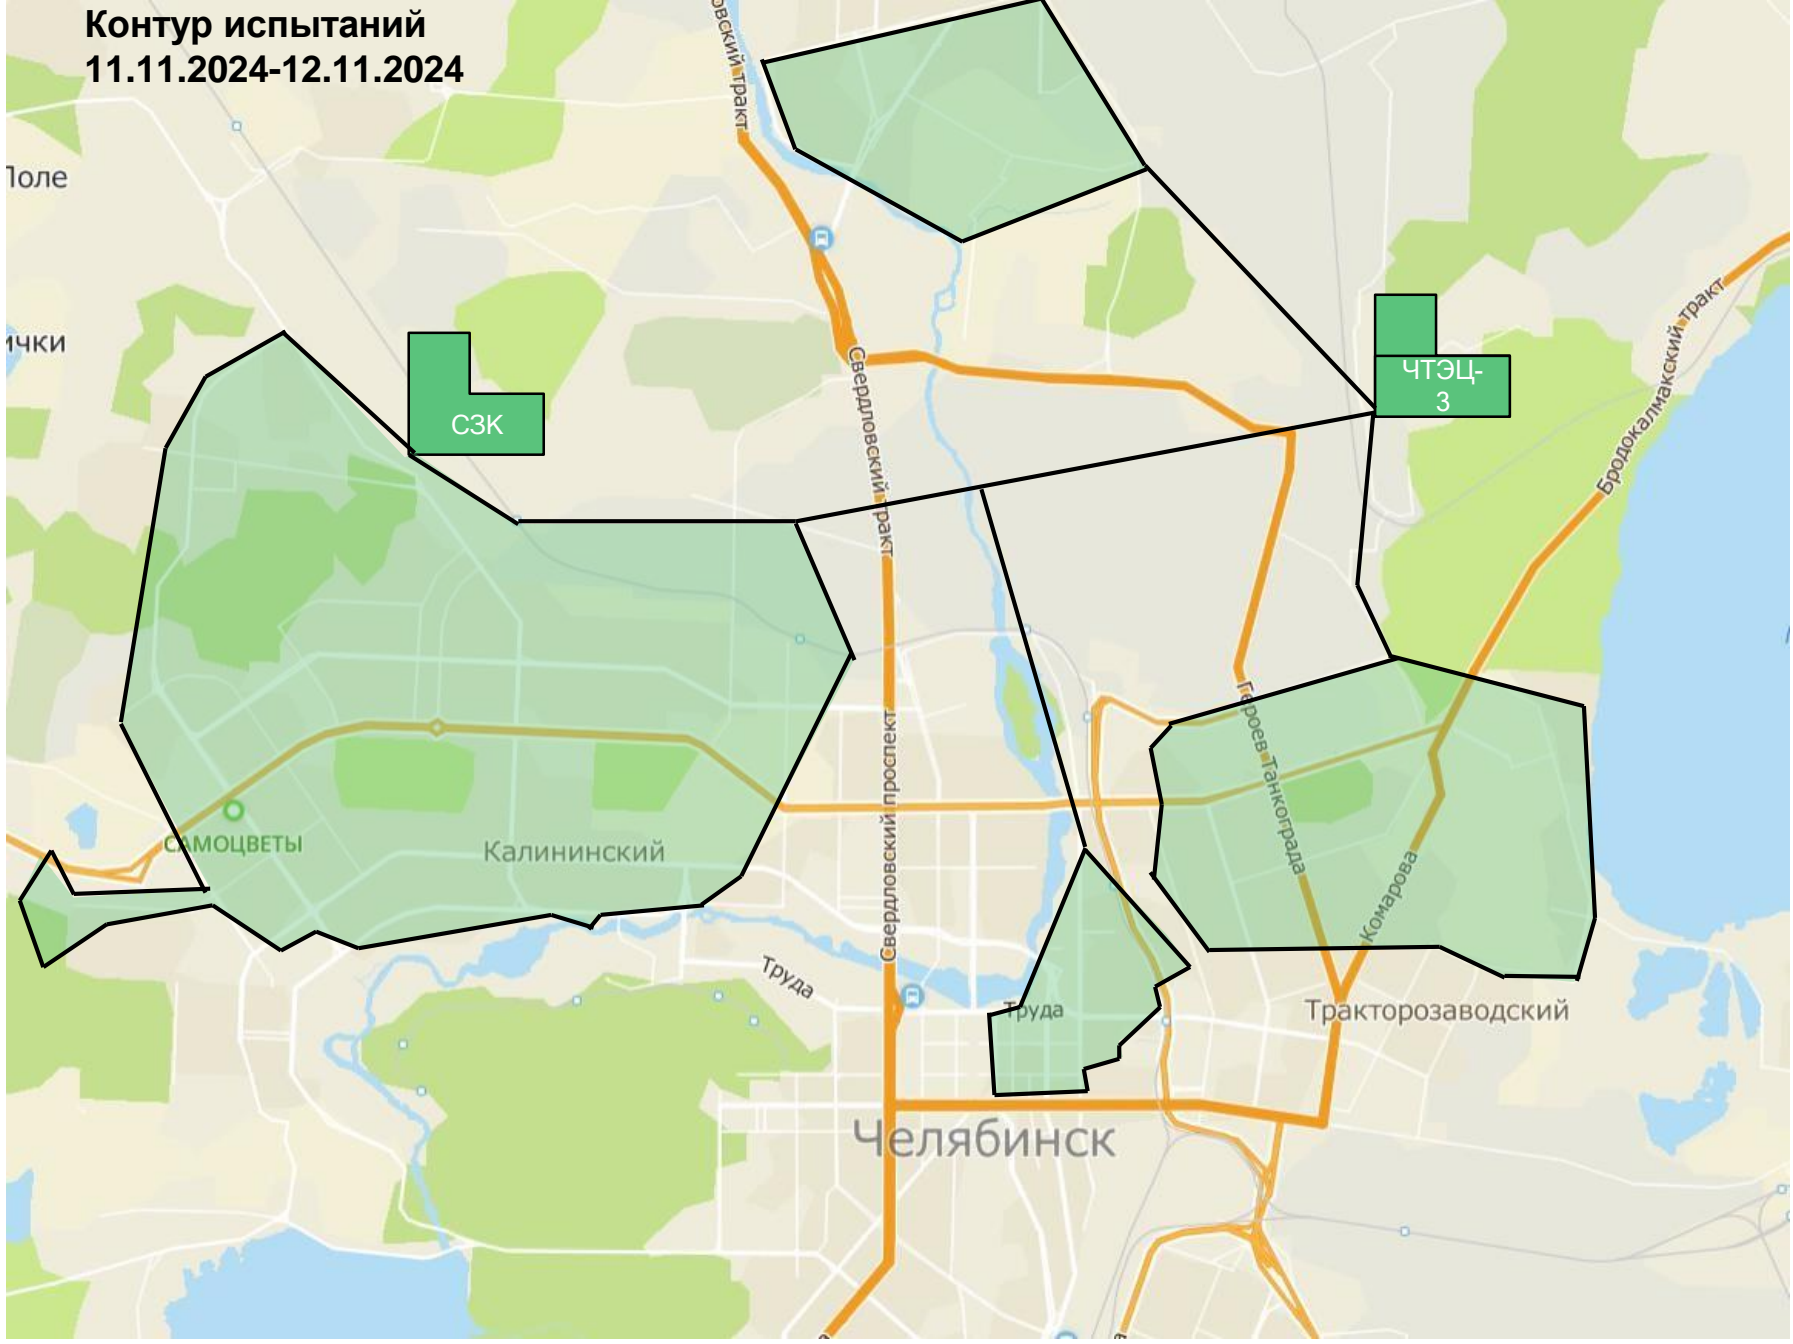 Контур испытаний
11.11.2024-12.11.2024
Поле
ички
Свердловский тракт
Бродокалмакский тракт
ЧТЭЦ-
3
СЗК
САМОЦВЕТЫ
Калининский
Свердловский проспект
Героев Танкограда
Комарова
Труда
Труда
Тракторозаводский
Челябинск